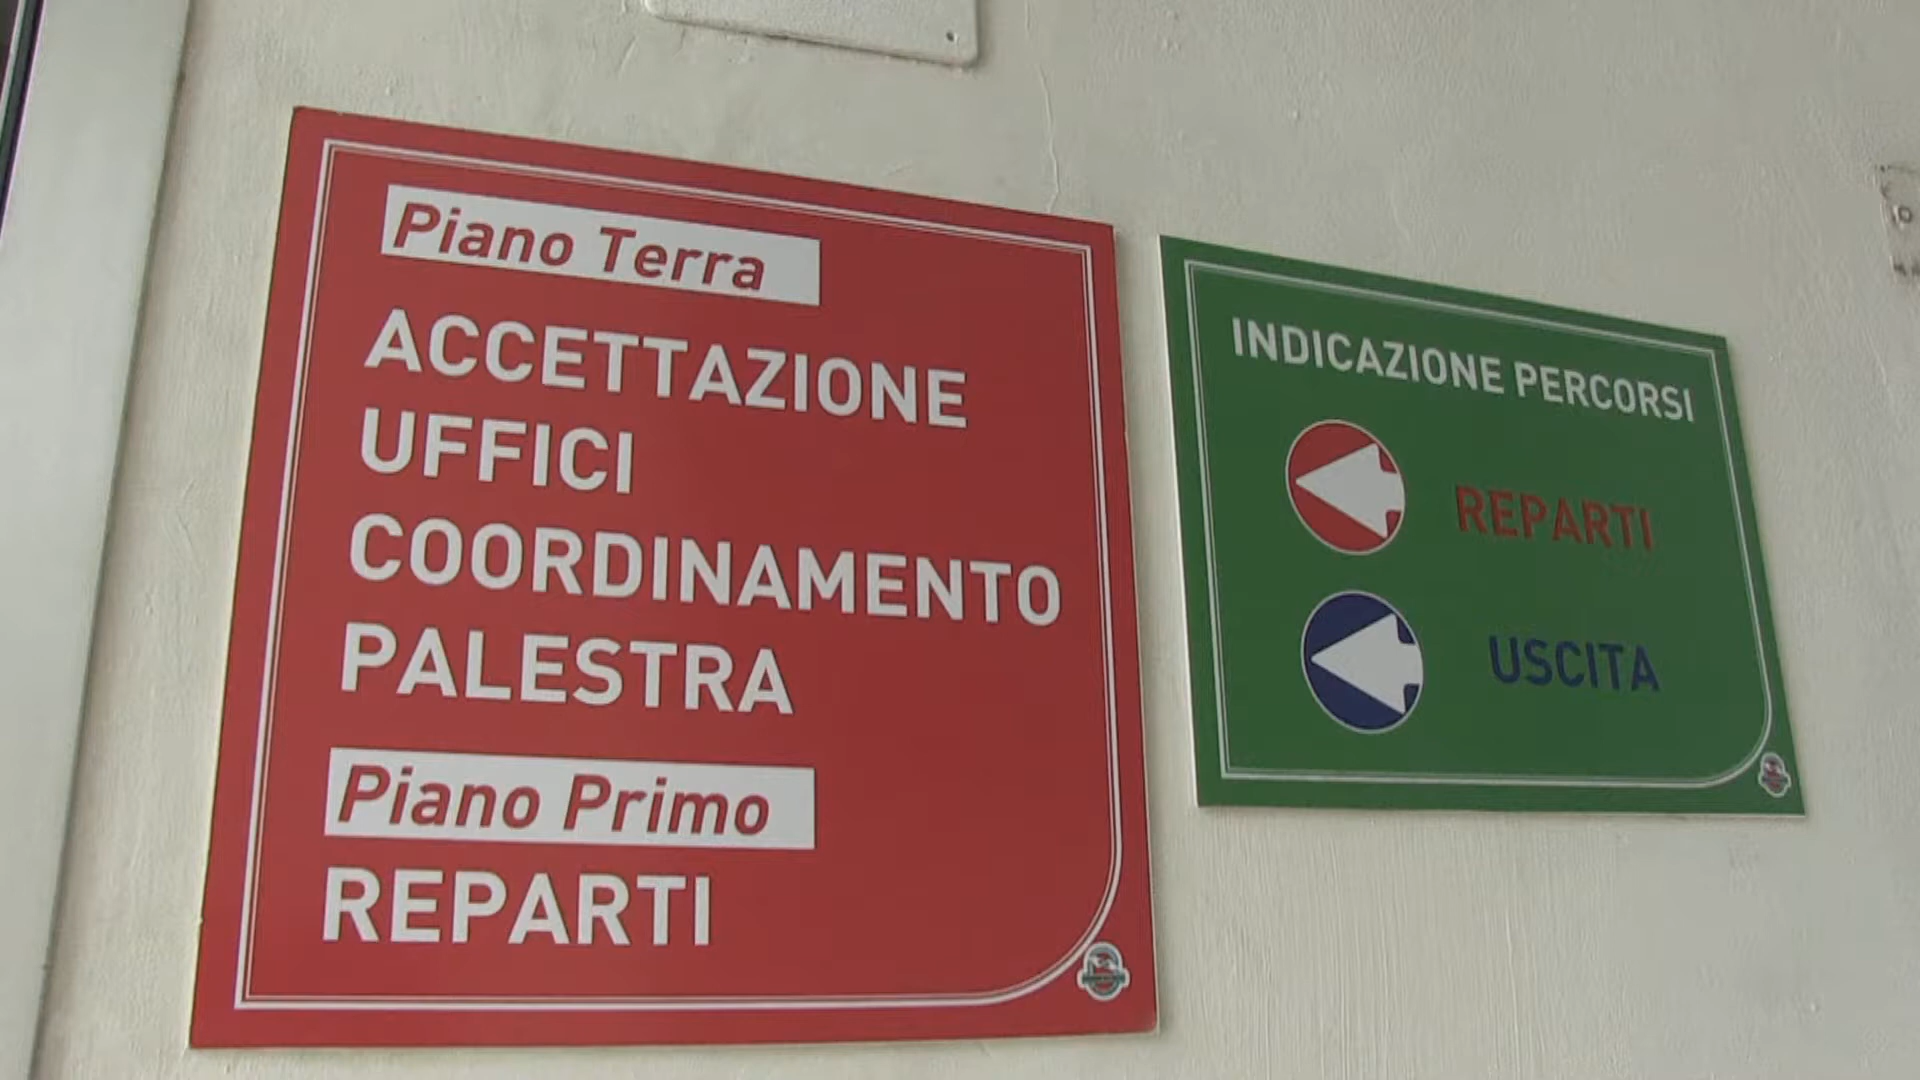 Piano Terra
ACCETTAZIONE
UFFICI
COORDINAMENTO
PALESTRA
Piano Primo
REPARTI
INDICAZIONE PERCORSI
REPARTI
USCITA